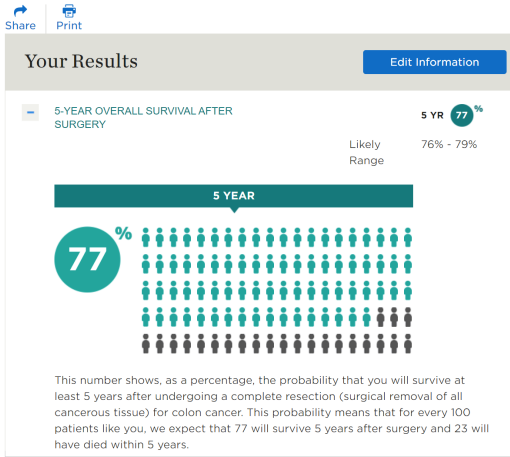 Share
Print
Your Results
Edit Information
5-YEAR OVERALL SURVIVAL AFTER
SURGERY
5 YR 77 %
Likely
Range
76% - 79%
5 YEAR
77 %
This number shows, as a percentage, the probability that you will survive at
least 5 years after undergoing a complete resection (surgical removal of all
cancerous tissue) for colon cancer. This probability means that for every 100
patients like you, we expect that 77 will survive 5 years after surgery and 23 will
have died within 5 years.